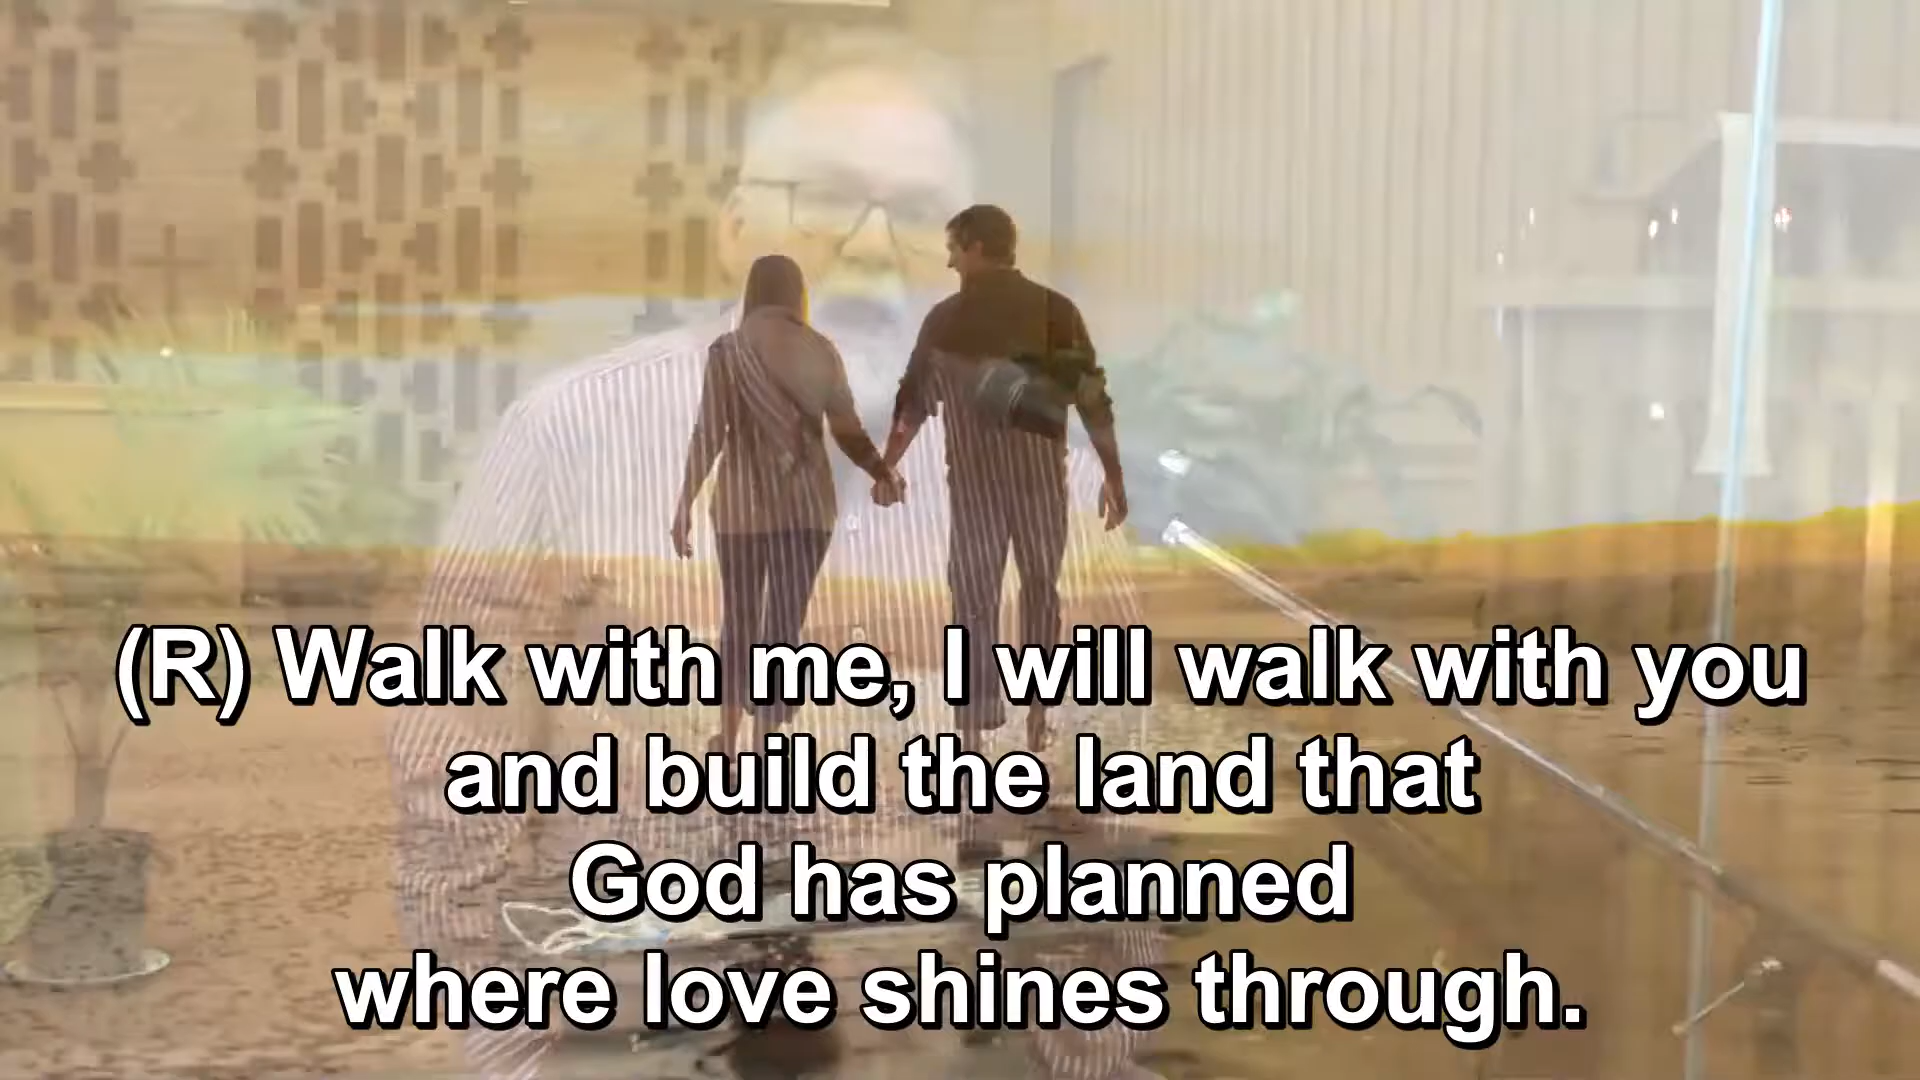 (R) Walk with me, I will walk with you
and build the land that
God has planned
where love shines through.